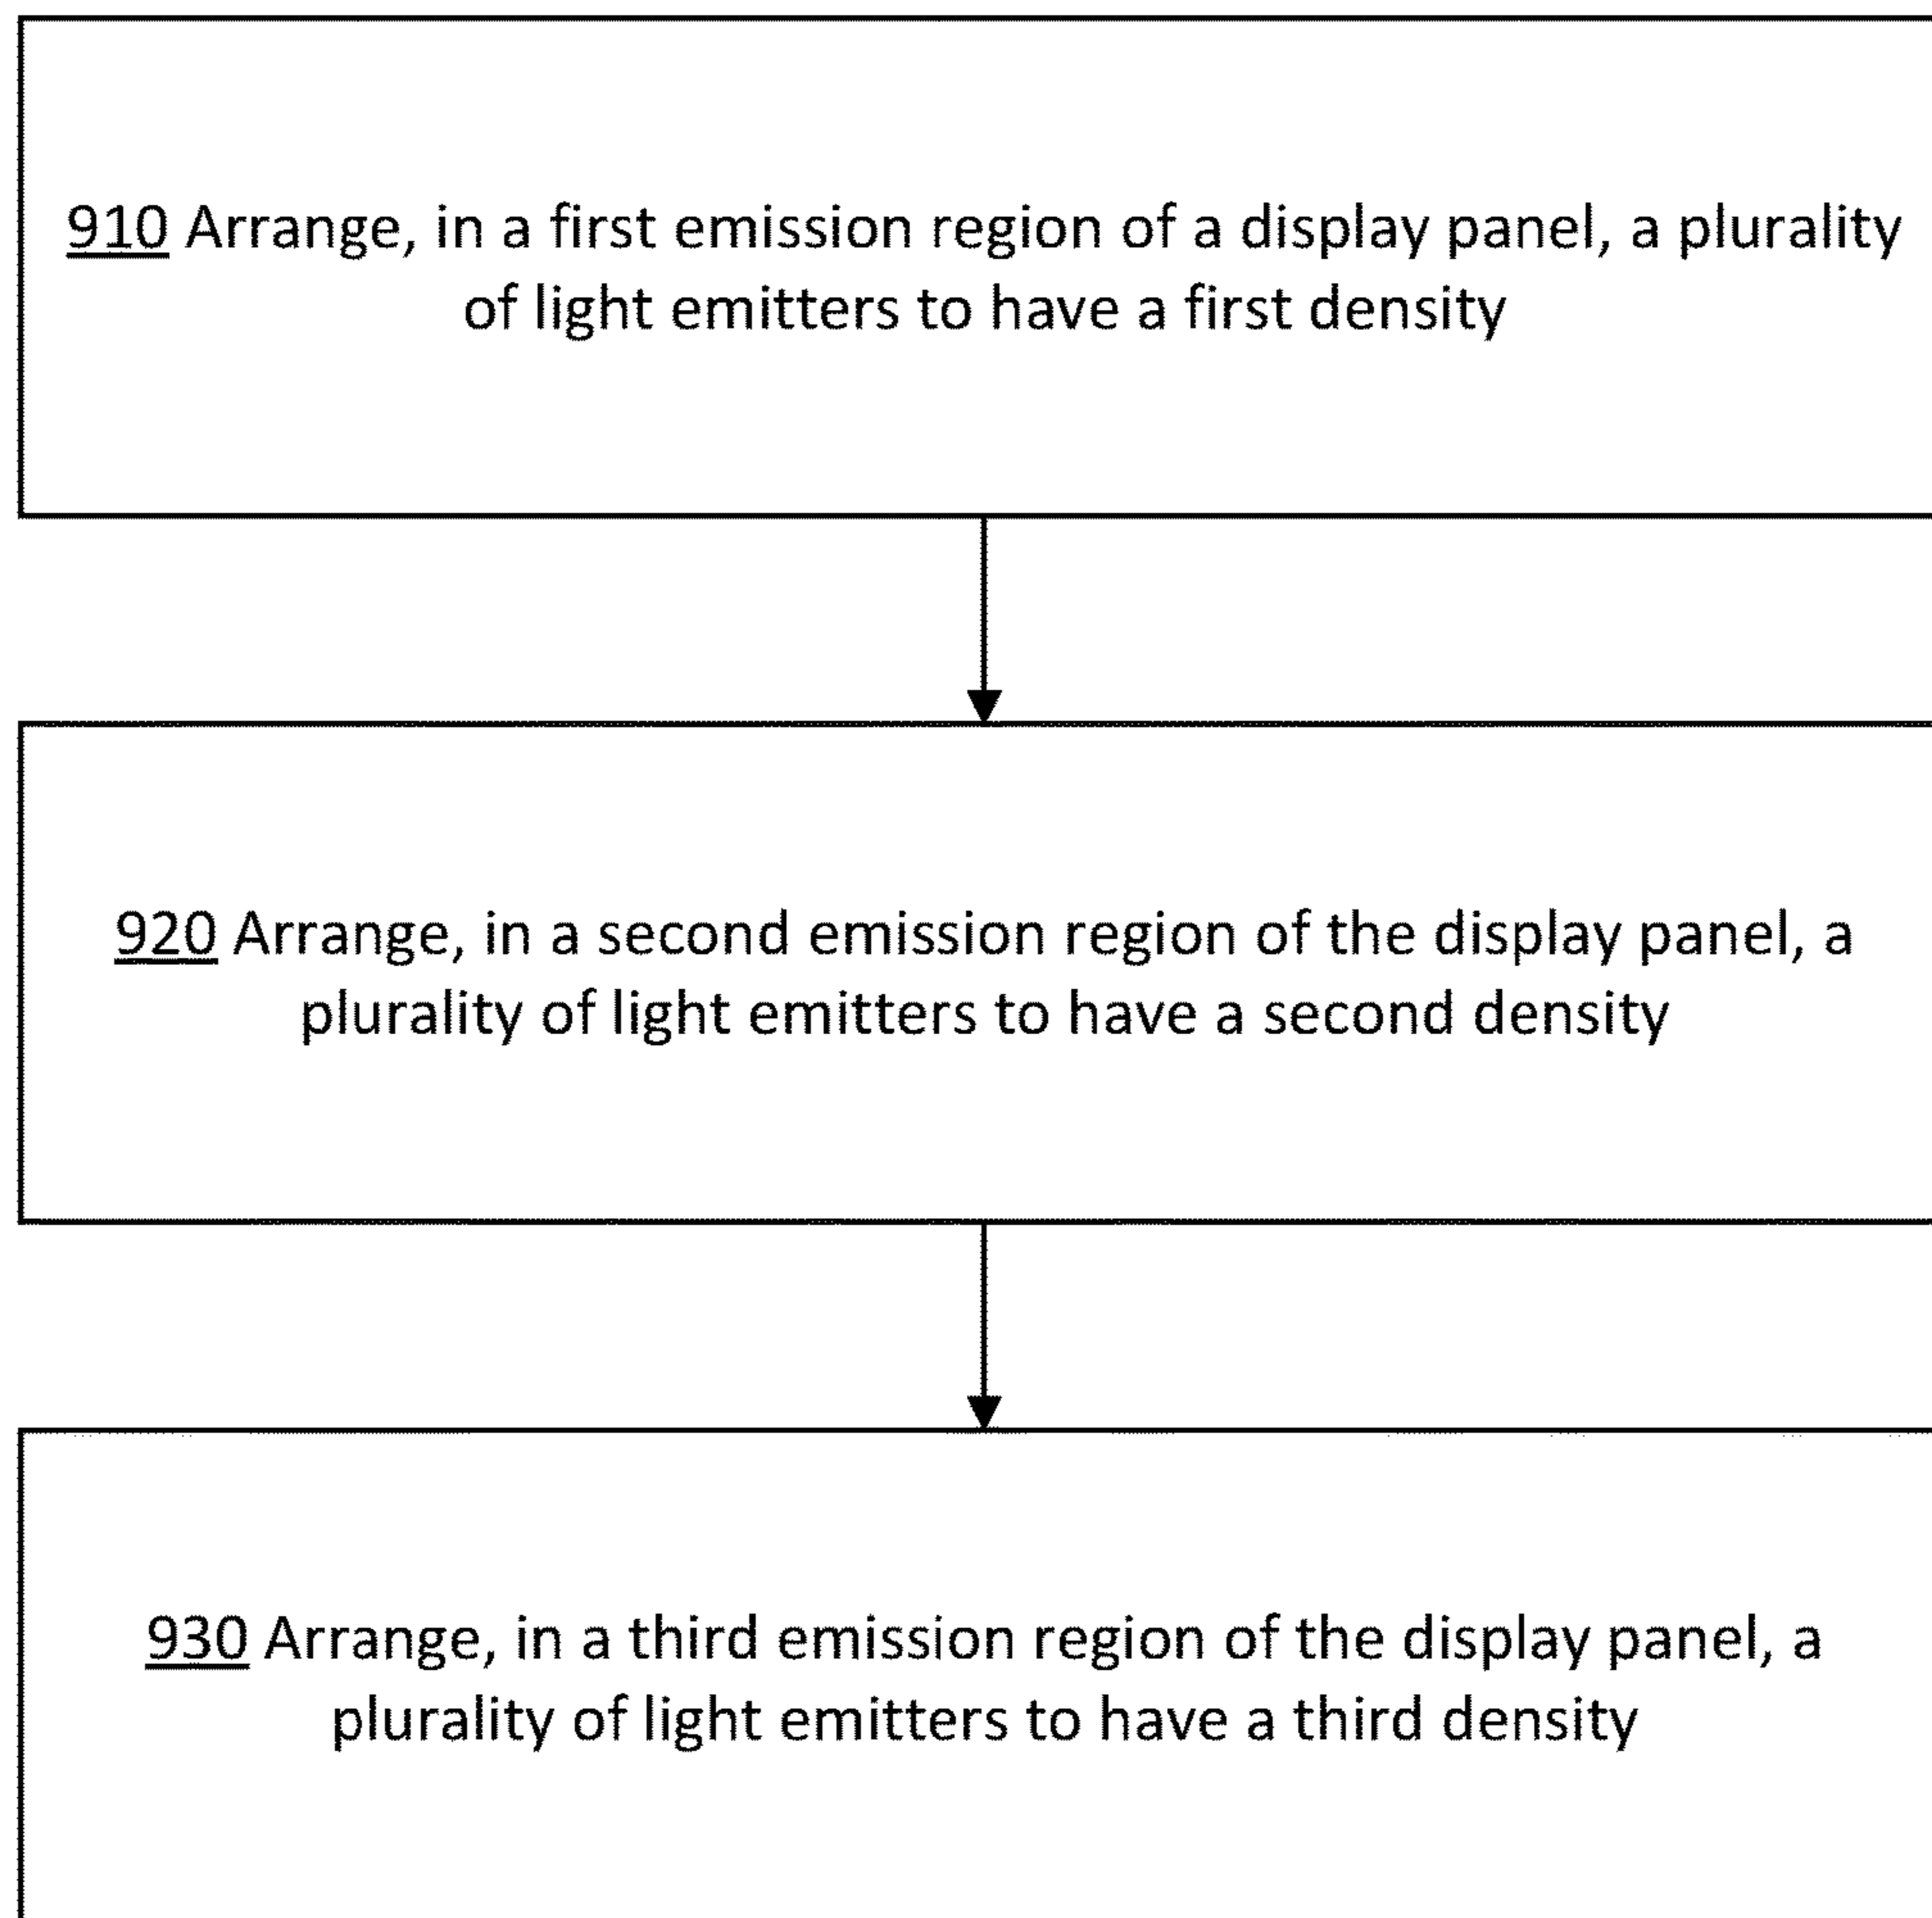 910 Arrange, in a first emission region of a display panel, a plurality
of light emitters to have a first density
920 Arrange, in a second emission region of the display panel, a
plurality of light emitters to have a second density
930 Arrange, in a third emission region of the display panel, a
plurality of light emitters to have a third density